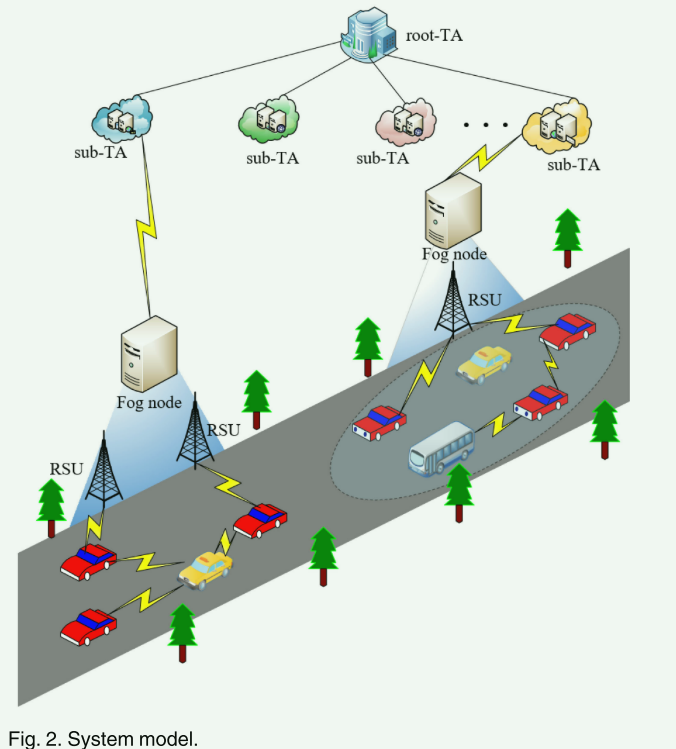 root-TA
sub-TA
sub-TA
sub-TA
. . .
sub-TA
Fog node
RSU
Fog node
RSU
RSU
Fig. 2. System model.